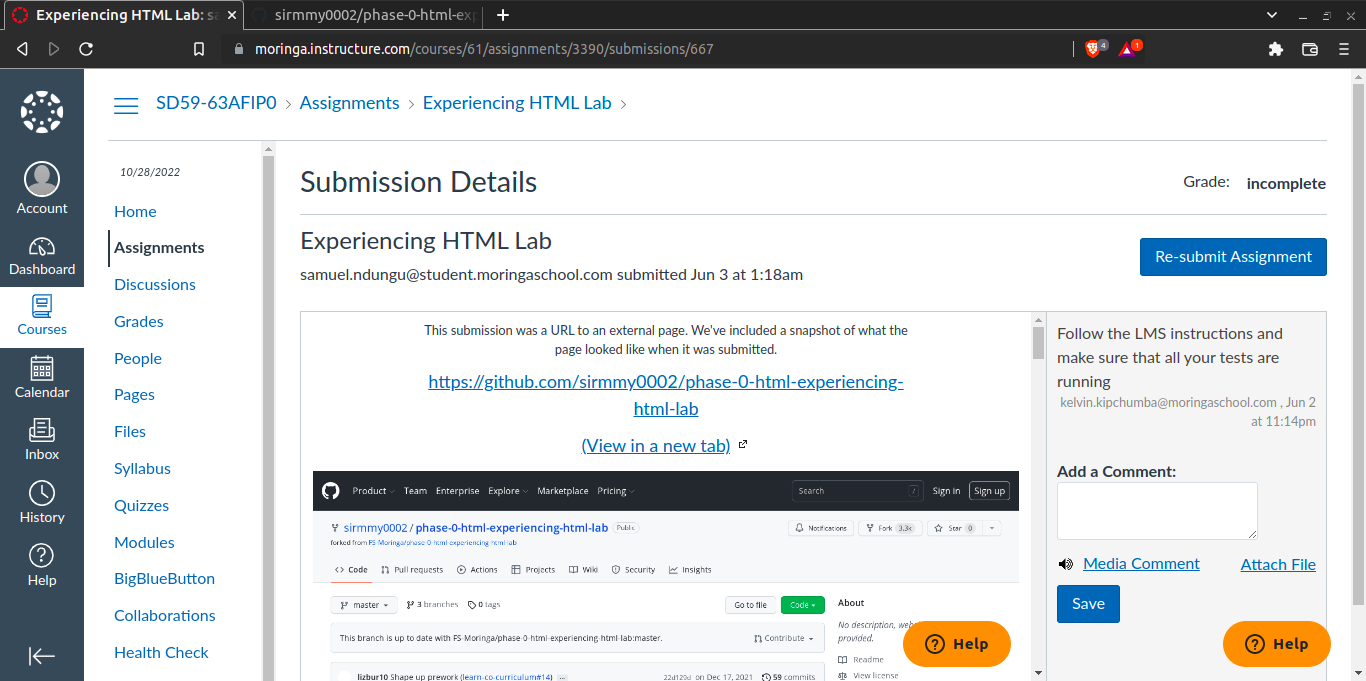 Experiencing HTML Lab: sa
sirmmy0002/phase-0-html-exp
moringa.instructure.com/courses/61/assignments/3390/submissions/667
4
1
SD59-63AFIP0 > Assignments > Experiencing HTML Lab >
Account
Dashboard
Courses
Calendar
Inbox
History
Help
10/28/2022
Home
Assignments
Discussions
Grades
People
Pages
Files
Syllabus
Quizzes
Modules
BigBlueButton
Collaborations
Health Check
Submission Details
Grade: incomplete
Experiencing HTML Lab
samuel.ndungu@student.moringaschool.com submitted Jun 3 at 1:18am
Re-submit Assignment
This submission was a URL to an external page. We've included a snapshot of what the
page looked like when it was submitted.
https://github.com/sirmmy0002/phase-0-html-experiencing-
html-lab
(View in a new tab)
Product Team Enterprise Explore Marketplace Pricing Search / Sign in Sign up
sirmmy0002 / phase-0-html-experiencing-html-lab Public
Notifications Fork 3.3k Star 0
forked from FS-Moringa/phase-0-html-experiencing-html-lab
Code Pull requests Actions Projects Wiki Security Insights
master 3 branches 0 tags Go to file Code
About
This branch is up to date with FS-Moringa/phase-0-html-experiencing-html-lab:master. Contribute
No description, web
provided.
Readme
View license
lizbur10 Shape up prework (learn-co-curriculum#14) ... 22d129d on Dec 17, 2021 59 commits
Follow the LMS instructions and
make sure that all your tests are
running
kelvin.kipchumba@moringaschool.com , Jun 2
at 11:14pm
Add a Comment:
Media Comment Attach File
Save
Help
Help